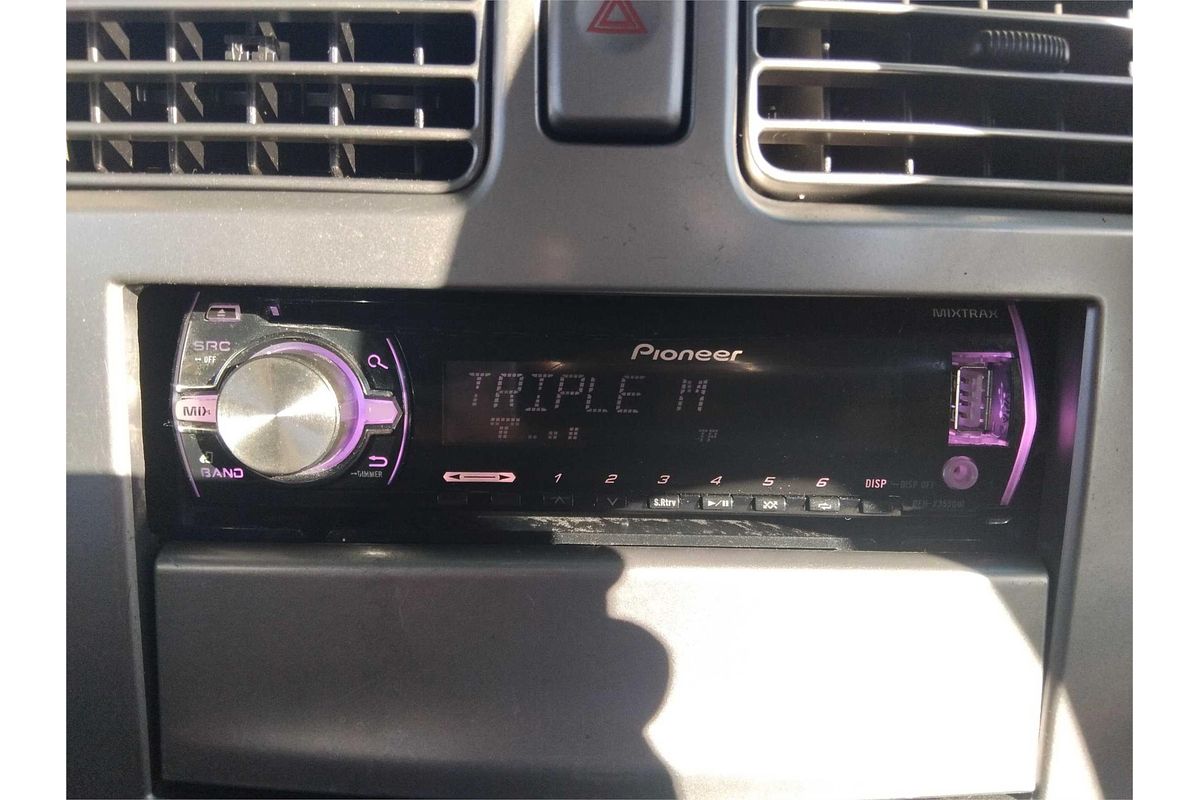 MIXTRAX
SRC
OFF
Pioneer
TRIPLE M
MIX
TP
BAND
DIMMER
1 2 3 4 5 6 DISP DISP OFF
S.Rtrv